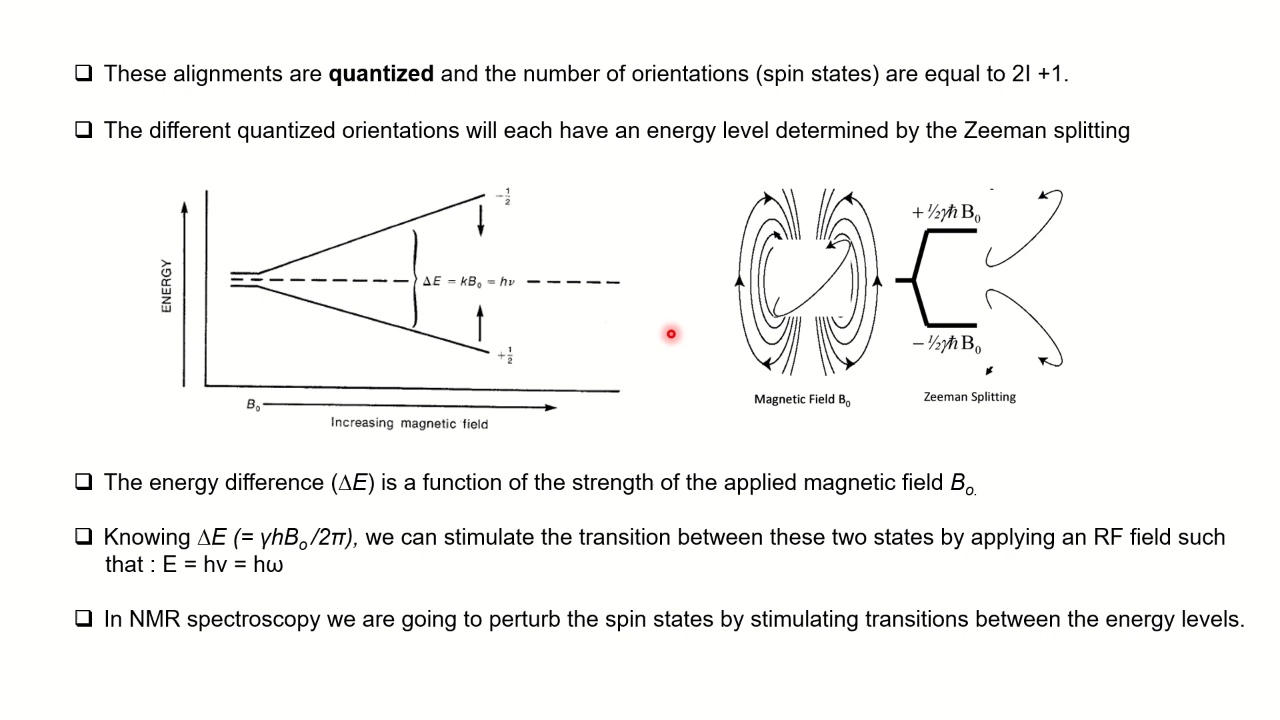 ❑ These alignments are quantized and the number of orientations (spin states) are equal to 2I +1.
❑ The different quantized orientations will each have an energy level determined by the Zeeman splitting
ENERGY
-1/2
ΔE = kB₀ = hν
+1/2
B₀
Increasing magnetic field
+½γħ B₀
-½γħ B₀
Magnetic Field B₀
Zeeman Splitting
❑ The energy difference (ΔE) is a function of the strength of the applied magnetic field Bₒ.
❑ Knowing ΔE (= γhBₒ/2π), we can stimulate the transition between these two states by applying an RF field such
that : E = hν = hω
❑ In NMR spectroscopy we are going to perturb the spin states by stimulating transitions between the energy levels.